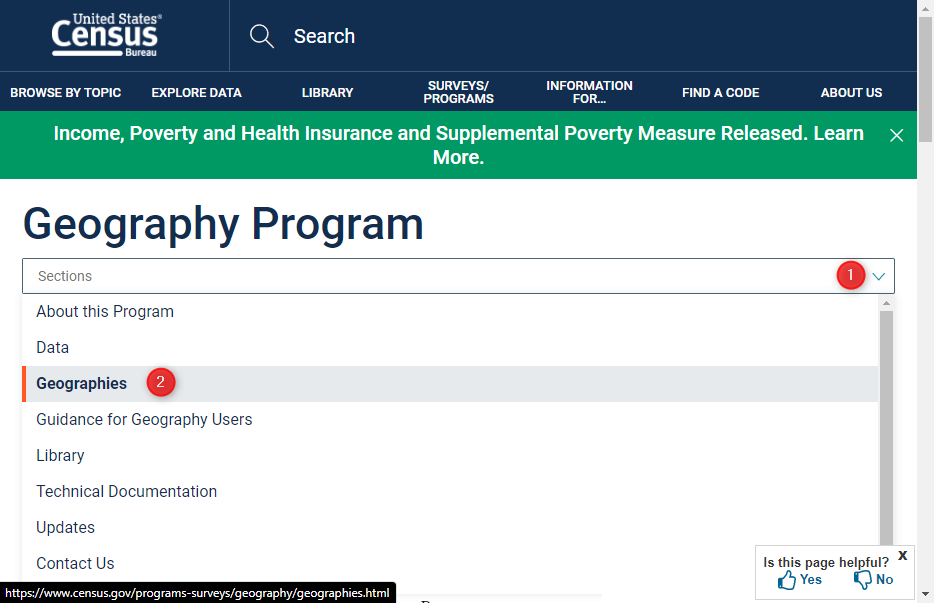 United States®
Census
Bureau
Search
BROWSE BY TOPIC
EXPLORE DATA
LIBRARY
SURVEYS/
PROGRAMS
INFORMATION
FOR...
FIND A CODE
ABOUT US
Income, Poverty and Health Insurance and Supplemental Poverty Measure Released. Learn
More.
Geography Program
Sections
1
About this Program
Data
Geographies
2
Guidance for Geography Users
Library
Technical Documentation
Updates
Contact Us
Is this page helpful?
X
Yes
No
https://www.census.gov/programs-surveys/geography/geographies.html